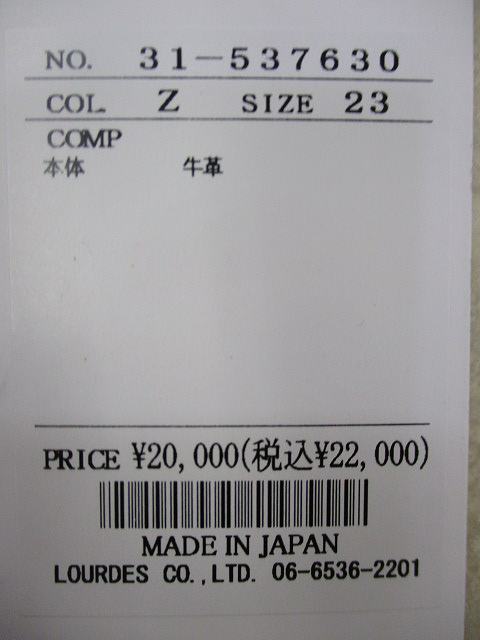 NO. 31-537630
COL. Z SIZE 23
COMP
本体 牛革
PRICE ¥20,000(税込¥22,000)
MADE IN JAPAN
LOURDES CO.,LTD. 06-6536-2201